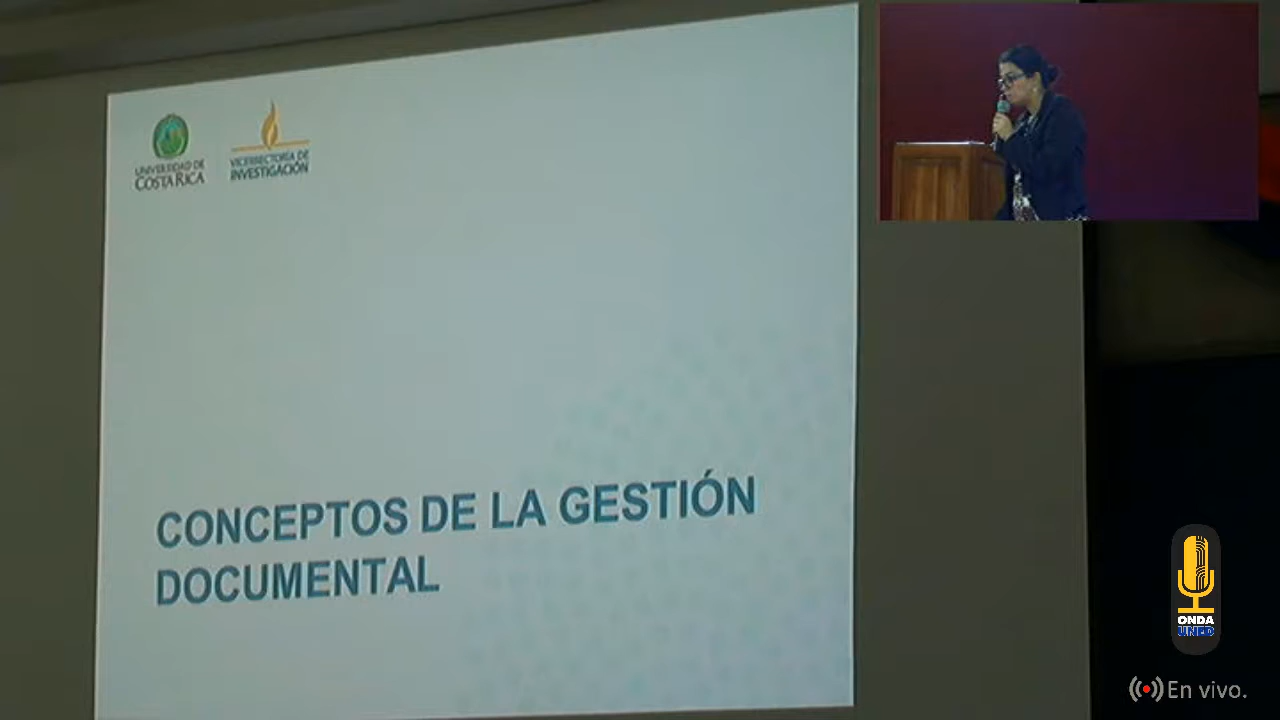 UNIVERSIDAD DE
COSTA RICA
VICERRECTORÍA DE
INVESTIGACIÓN
CONCEPTOS DE LA GESTIÓN
DOCUMENTAL
ONDA
UNED
En vivo.